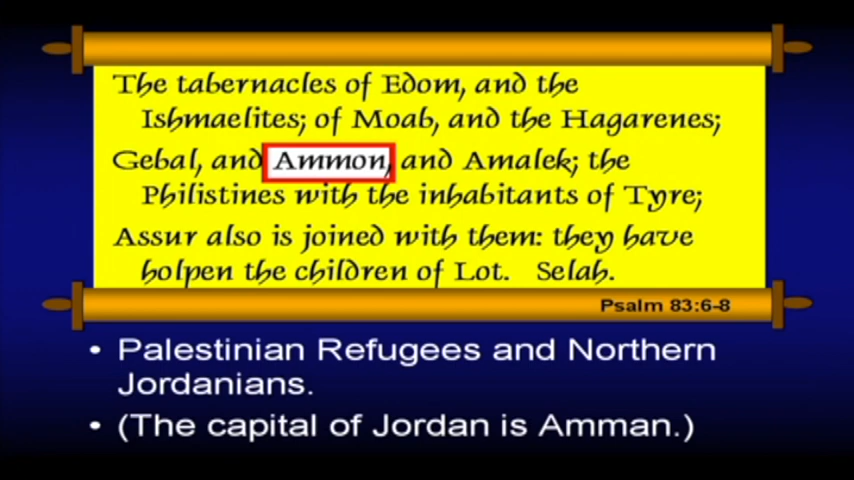 The tabernacles of Edom, and the
Ishmaelites; of Moab, and the Hagarenes;
Gebal, and Ammon, and Amalek; the
Philistines with the inhabitants of Tyre;
Assur also is joined with them: they have
holpen the children of Lot. Selah.
Psalm 83:6-8
• Palestinian Refugees and Northern
Jordanians.
• (The capital of Jordan is Amman.)